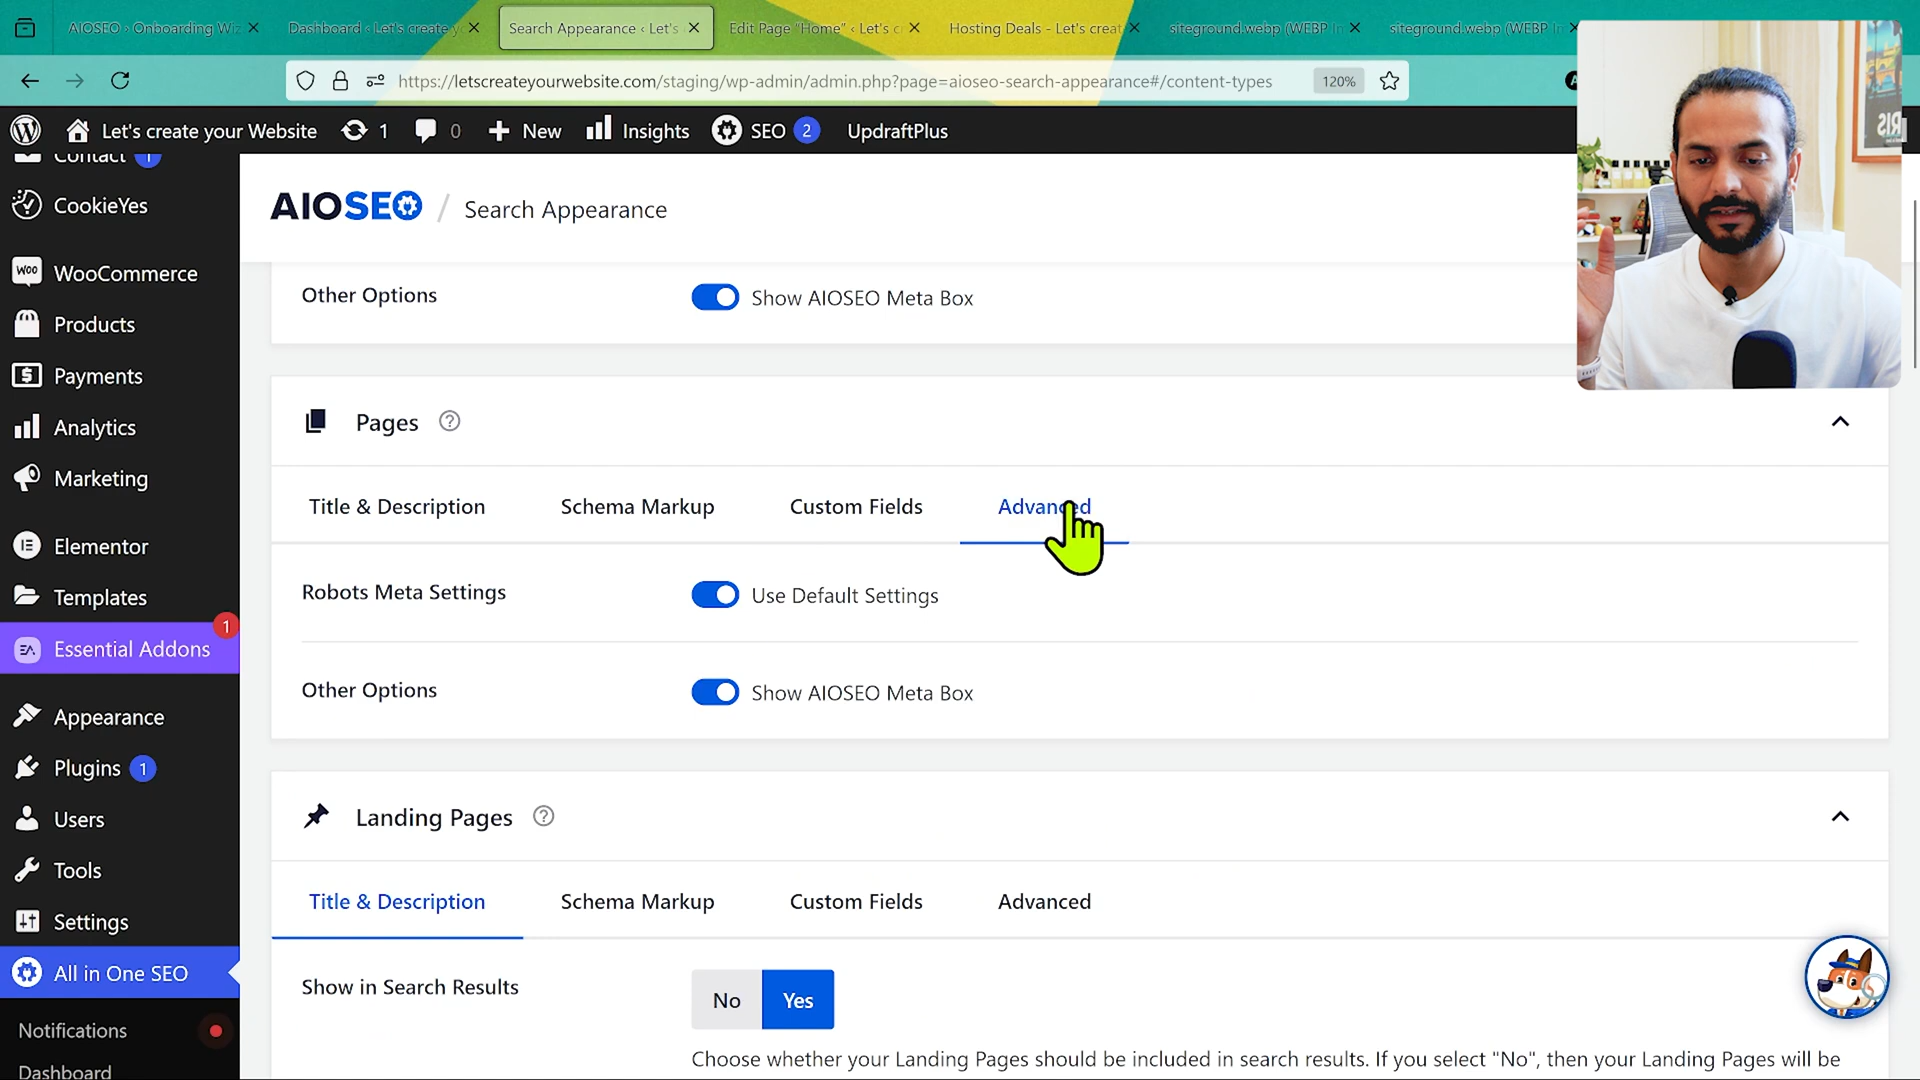 AIOSEO › Onboarding Wiz
Dashboard ‹ Let's create y
Search Appearance ‹ Let's
Edit Page "Home" ‹ Let's c
Hosting Deals - Let's creat
siteground.webp (WEBP Im
siteground.webp (WEBP Im
https://letscreateyourwebsite.com/staging/wp-admin/admin.php?page=aioseo-search-appearance#/content-types
120%
Let's create your Website
1
0
New
Insights
SEO 2
UpdraftPlus
Contact 1
CookieYes
WooCommerce
Products
Payments
Analytics
Marketing
Elementor
Templates
Essential Addons 1
Appearance
Plugins 1
Users
Tools
Settings
All in One SEO
Notifications
Dashboard
AIOSEO / Search Appearance
Other Options
Show AIOSEO Meta Box
Pages
Title & Description
Schema Markup
Custom Fields
Advanced
Robots Meta Settings
Use Default Settings
Other Options
Show AIOSEO Meta Box
Landing Pages
Title & Description
Schema Markup
Custom Fields
Advanced
Show in Search Results
No
Yes
Choose whether your Landing Pages should be included in search results. If you select "No", then your Landing Pages will be